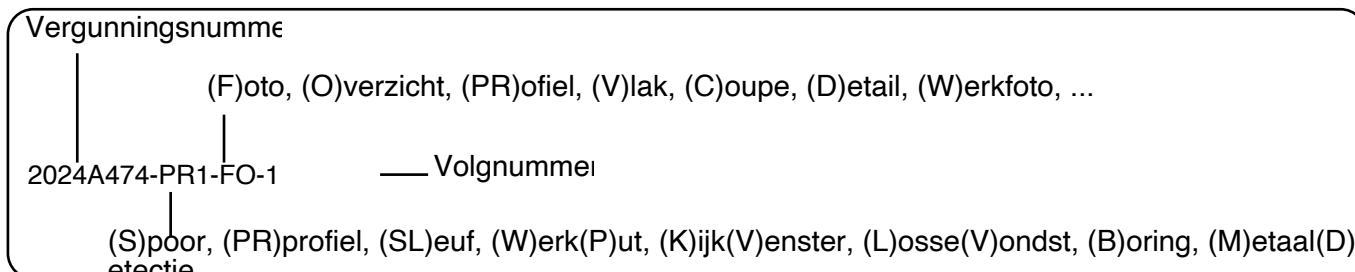 Vergunningsnumme
(F)oto, (O)verzicht, (PR)ofiel, (V)lak, (C)oupe, (D)etail, (W)erkfoto, ...
2024A474-PR1-FO-1
Volgnummer
(S)poor, (PR)profiel, (SL)euf, (W)erk(P)ut, (K)ijk(V)enster, (L)osse(V)ondst, (B)oring, (M)etaal(D)
etectie